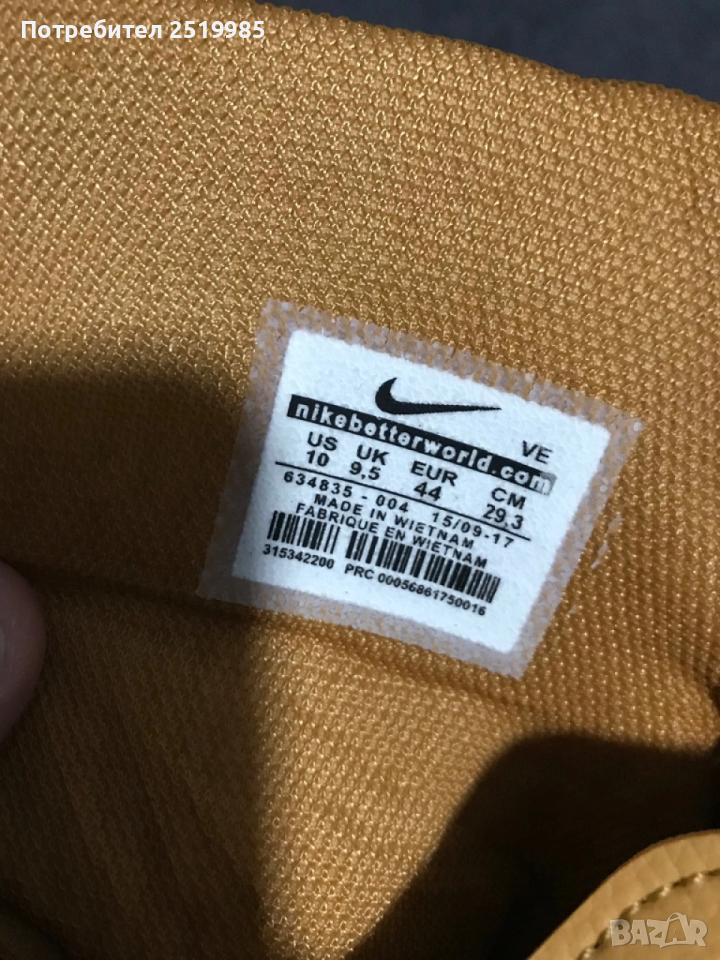 Потребител 2519985
nikebetterworld.com
VE
US UK EUR CM
10 9,5 44 29,3
634835 - 004 15/09-17
MADE IN WIETNAM
FABRIQUE EN WIETNAM
315342200 PRC 00056861750016
BAZAR